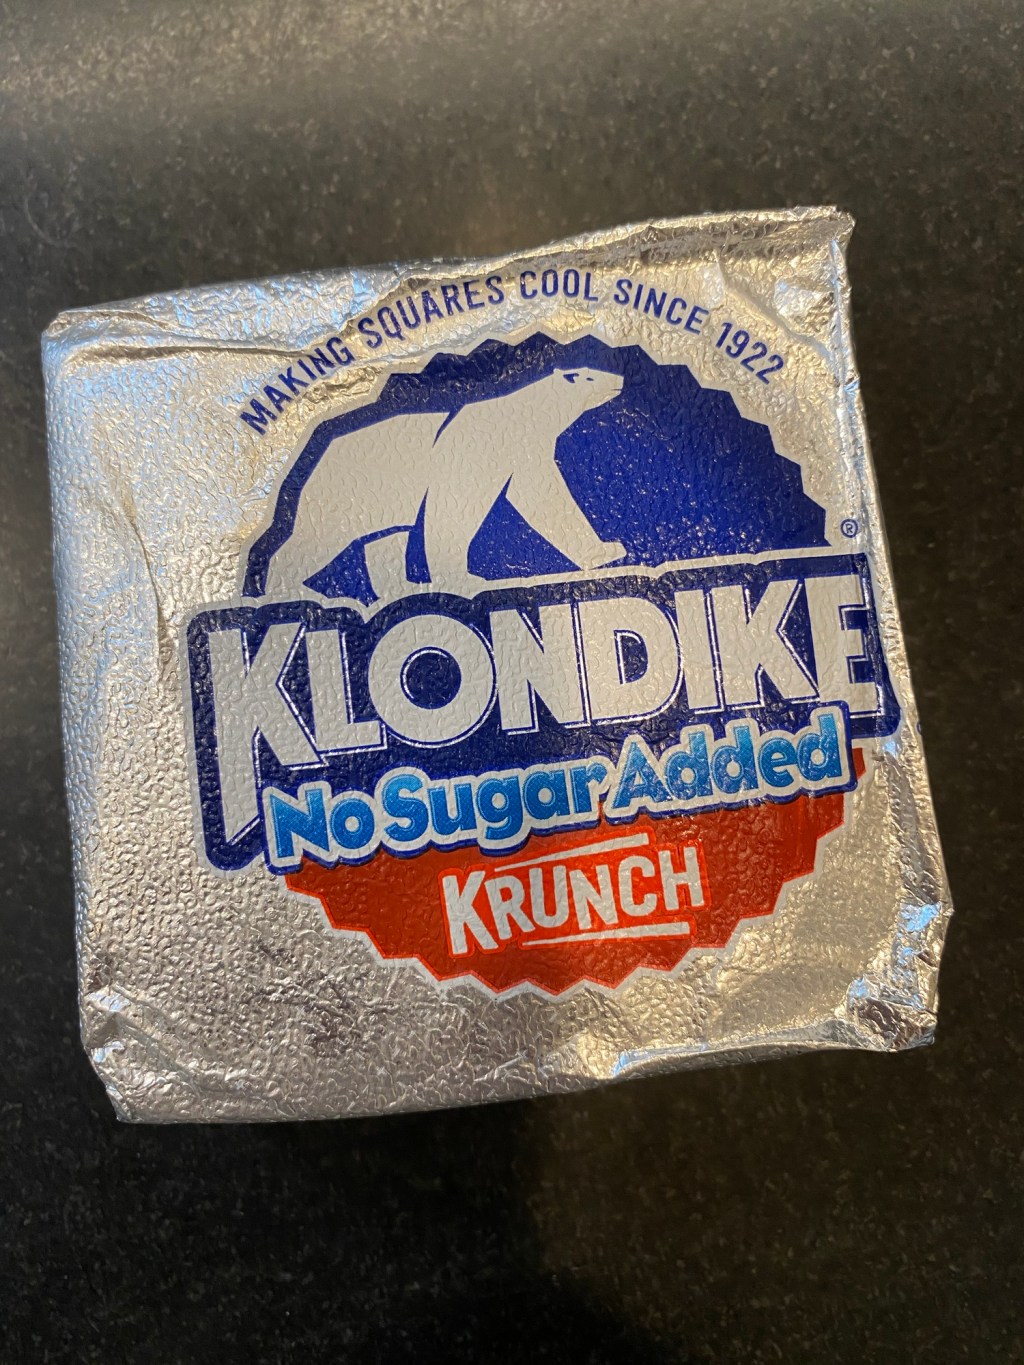 MAKING SQUARES COOL SINCE 1922
®
KLONDIKE
No Sugar Added
KRUNCH